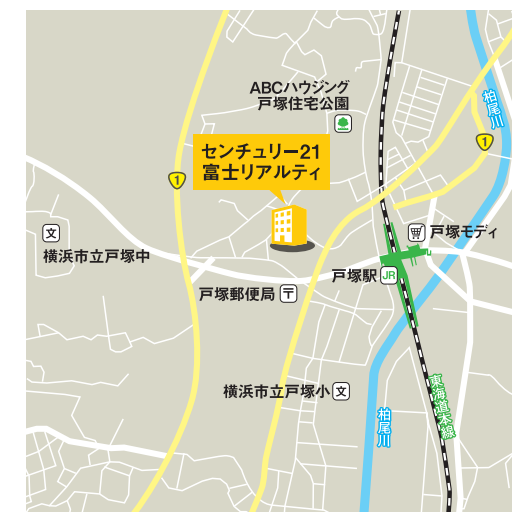 ABCハウジング
戸塚住宅公園
柏尾川
1
センチュリー21
富士リアルティ
1
文
横浜市立戸塚中
戸塚モディ
戸塚駅
JR
戸塚郵便局
〒
横浜市立戸塚小
文
東海道本線
柏尾川